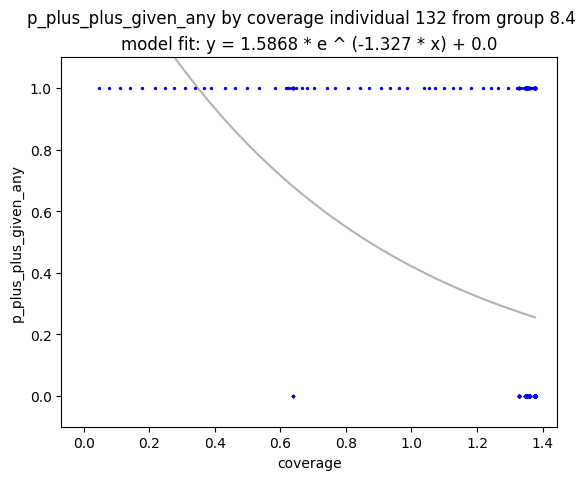 p_plus_plus_given_any by coverage individual 132 from group 8.4
model fit: y = 1.5868 * e ^ (-1.327 * x) + 0.0
1.0
0.8
0.6
0.4
0.2
0.0
p_plus_plus_given_any
0.0 0.2 0.4 0.6 0.8 1.0 1.2 1.4
coverage